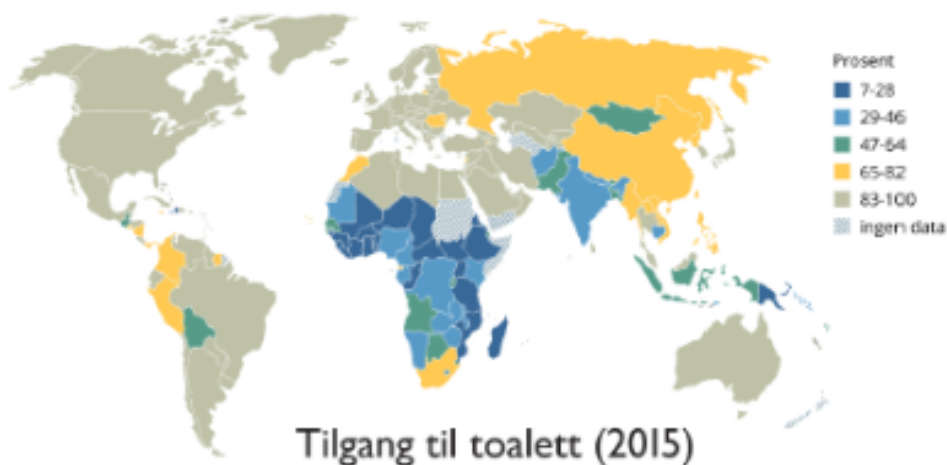 Prosent
7-28
29-46
47-64
65-82
83-100
ingen data
Tilgang til toalett (2015)